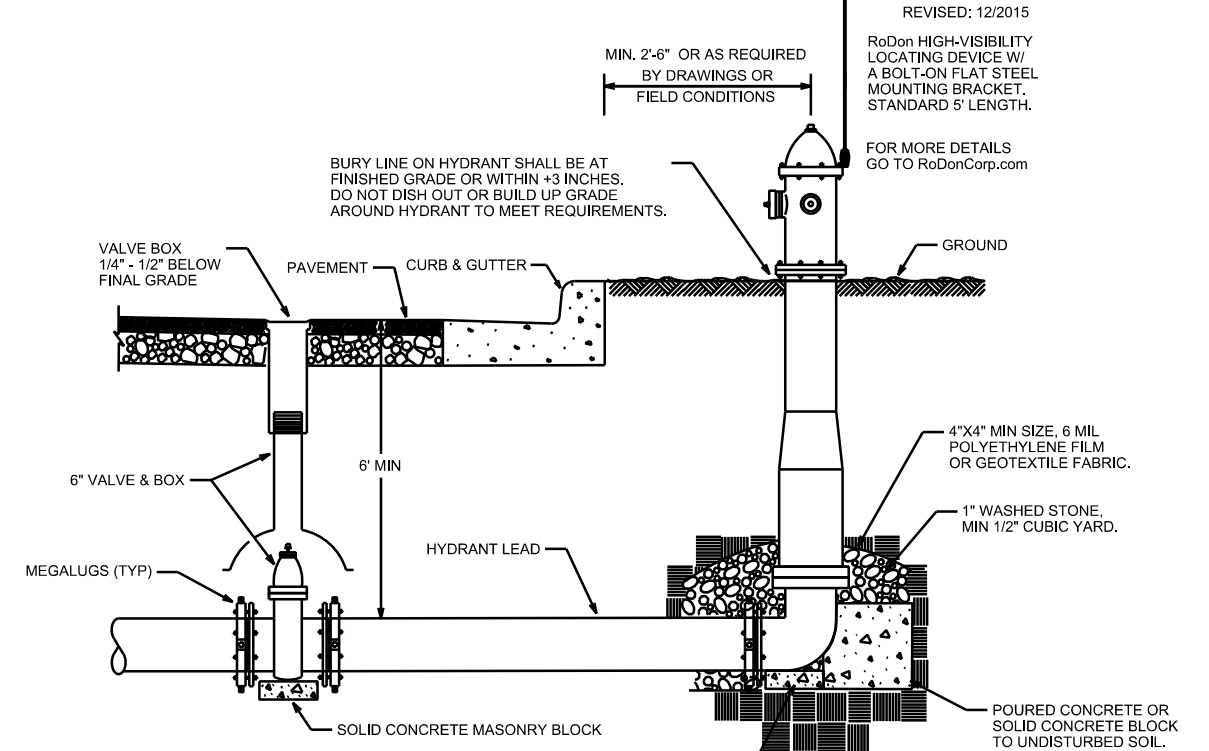 REVISED: 12/2015
RoDon HIGH-VISIBILITY
LOCATING DEVICE W/
A BOLT-ON FLAT STEEL
MOUNTING BRACKET.
STANDARD 5' LENGTH.
FOR MORE DETAILS
GO TO RoDonCorp.com
MIN. 2'-6" OR AS REQUIRED
BY DRAWINGS OR
FIELD CONDITIONS
BURY LINE ON HYDRANT SHALL BE AT
FINISHED GRADE OR WITHIN +3 INCHES.
DO NOT DISH OUT OR BUILD UP GRADE
AROUND HYDRANT TO MEET REQUIREMENTS.
VALVE BOX
1/4" - 1/2" BELOW
FINAL GRADE
PAVEMENT
CURB & GUTTER
GROUND
4"X4" MIN SIZE, 6 MIL
POLYETHYLENE FILM
OR GEOTEXTILE FABRIC.
6' MIN
6" VALVE & BOX
1" WASHED STONE,
MIN 1/2" CUBIC YARD.
HYDRANT LEAD
MEGALUGS (TYP)
SOLID CONCRETE MASONRY BLOCK
POURED CONCRETE OR
SOLID CONCRETE BLOCK
TO UNDISTURBED SOIL.